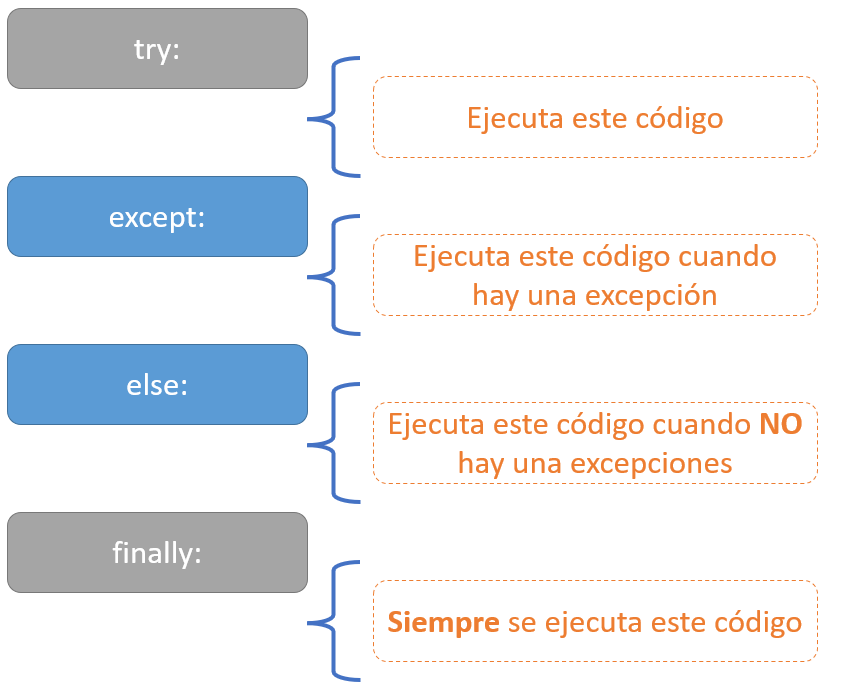 try:
Ejecuta este código
except:
Ejecuta este código cuando
hay una excepción
else:
Ejecuta este código cuando NO
hay una excepciones
finally:
Siempre se ejecuta este código